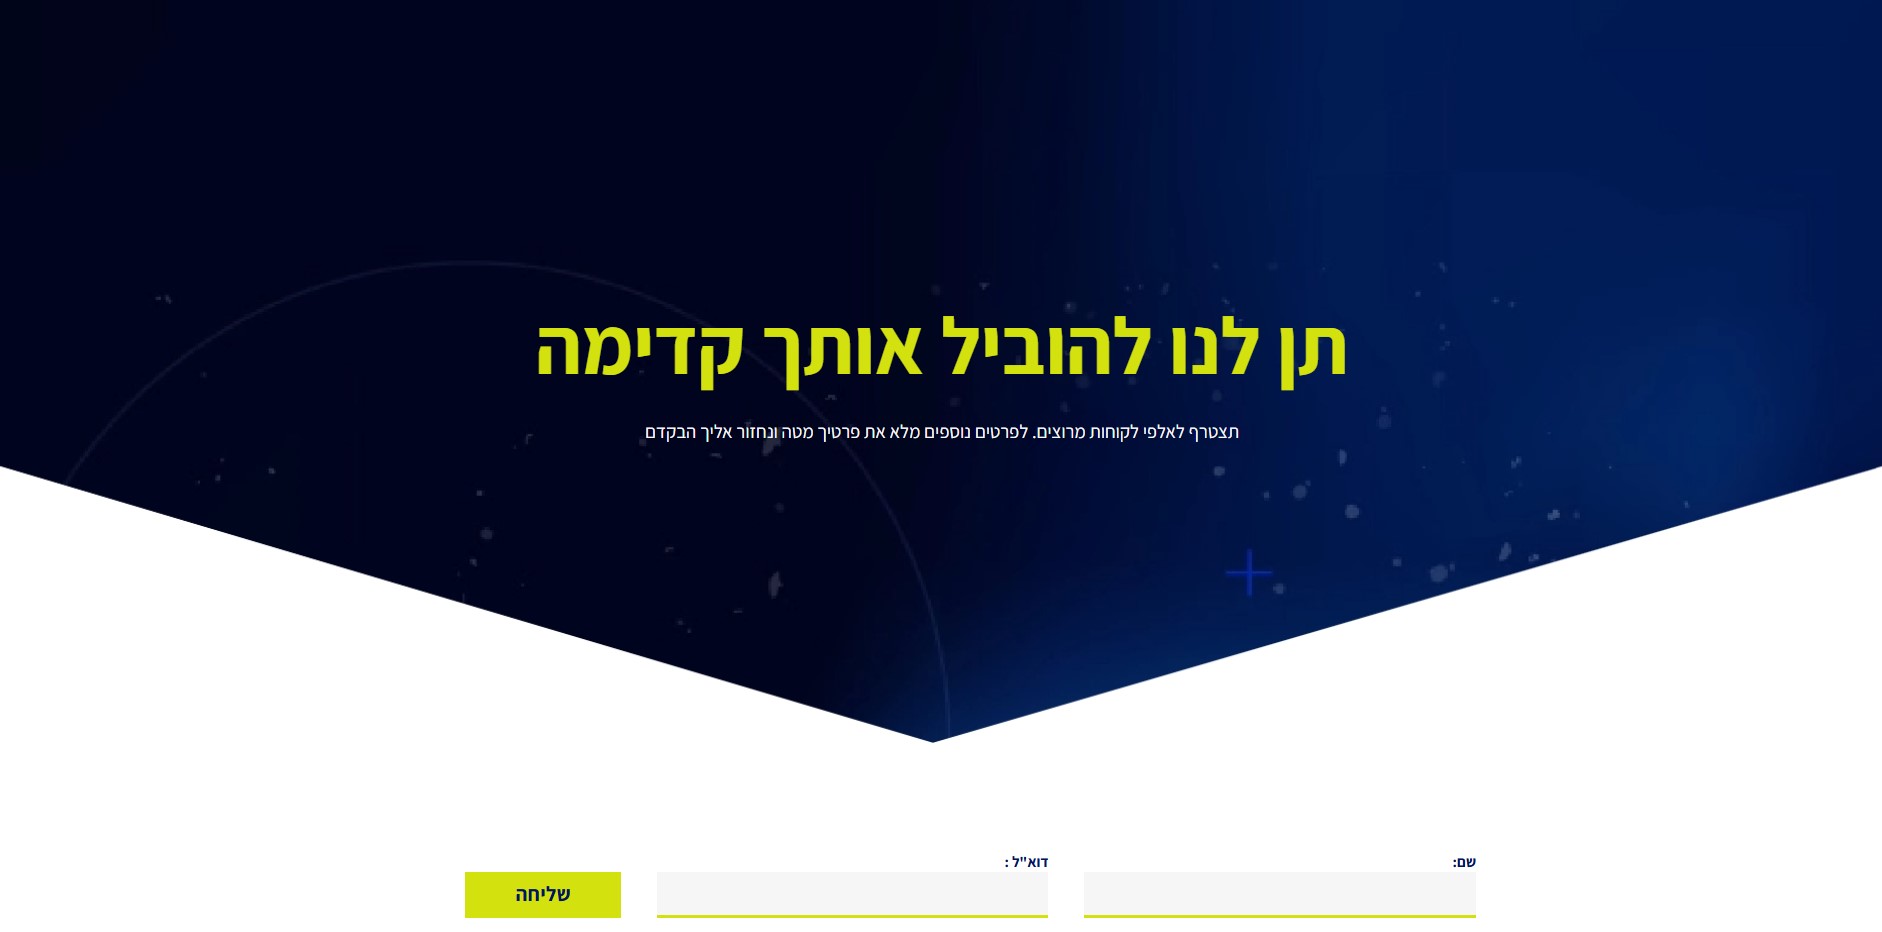 תן לנו להוביל אותך קדימה
תצטרף לאלפי לקוחות מרוצים. לפרטים נוספים מלא את פרטיך מטה ונחזור אליך הבקדם
שם:
דוא"ל :
שליחה